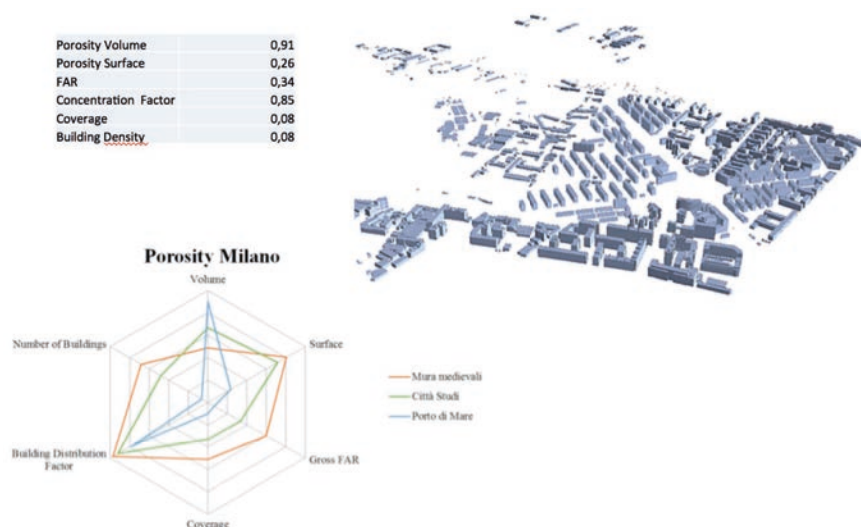 Porosity Volume 0,91
Porosity Surface 0,26
FAR 0,34
Concentration Factor 0,85
Coverage 0,08
Building Density 0,08
Porosity Milano
Volume
Number of Buildings
Surface
Mura medievali
Città Studi
Porto di Mare
Building Distribution
Factor
Gross FAR
Coverage